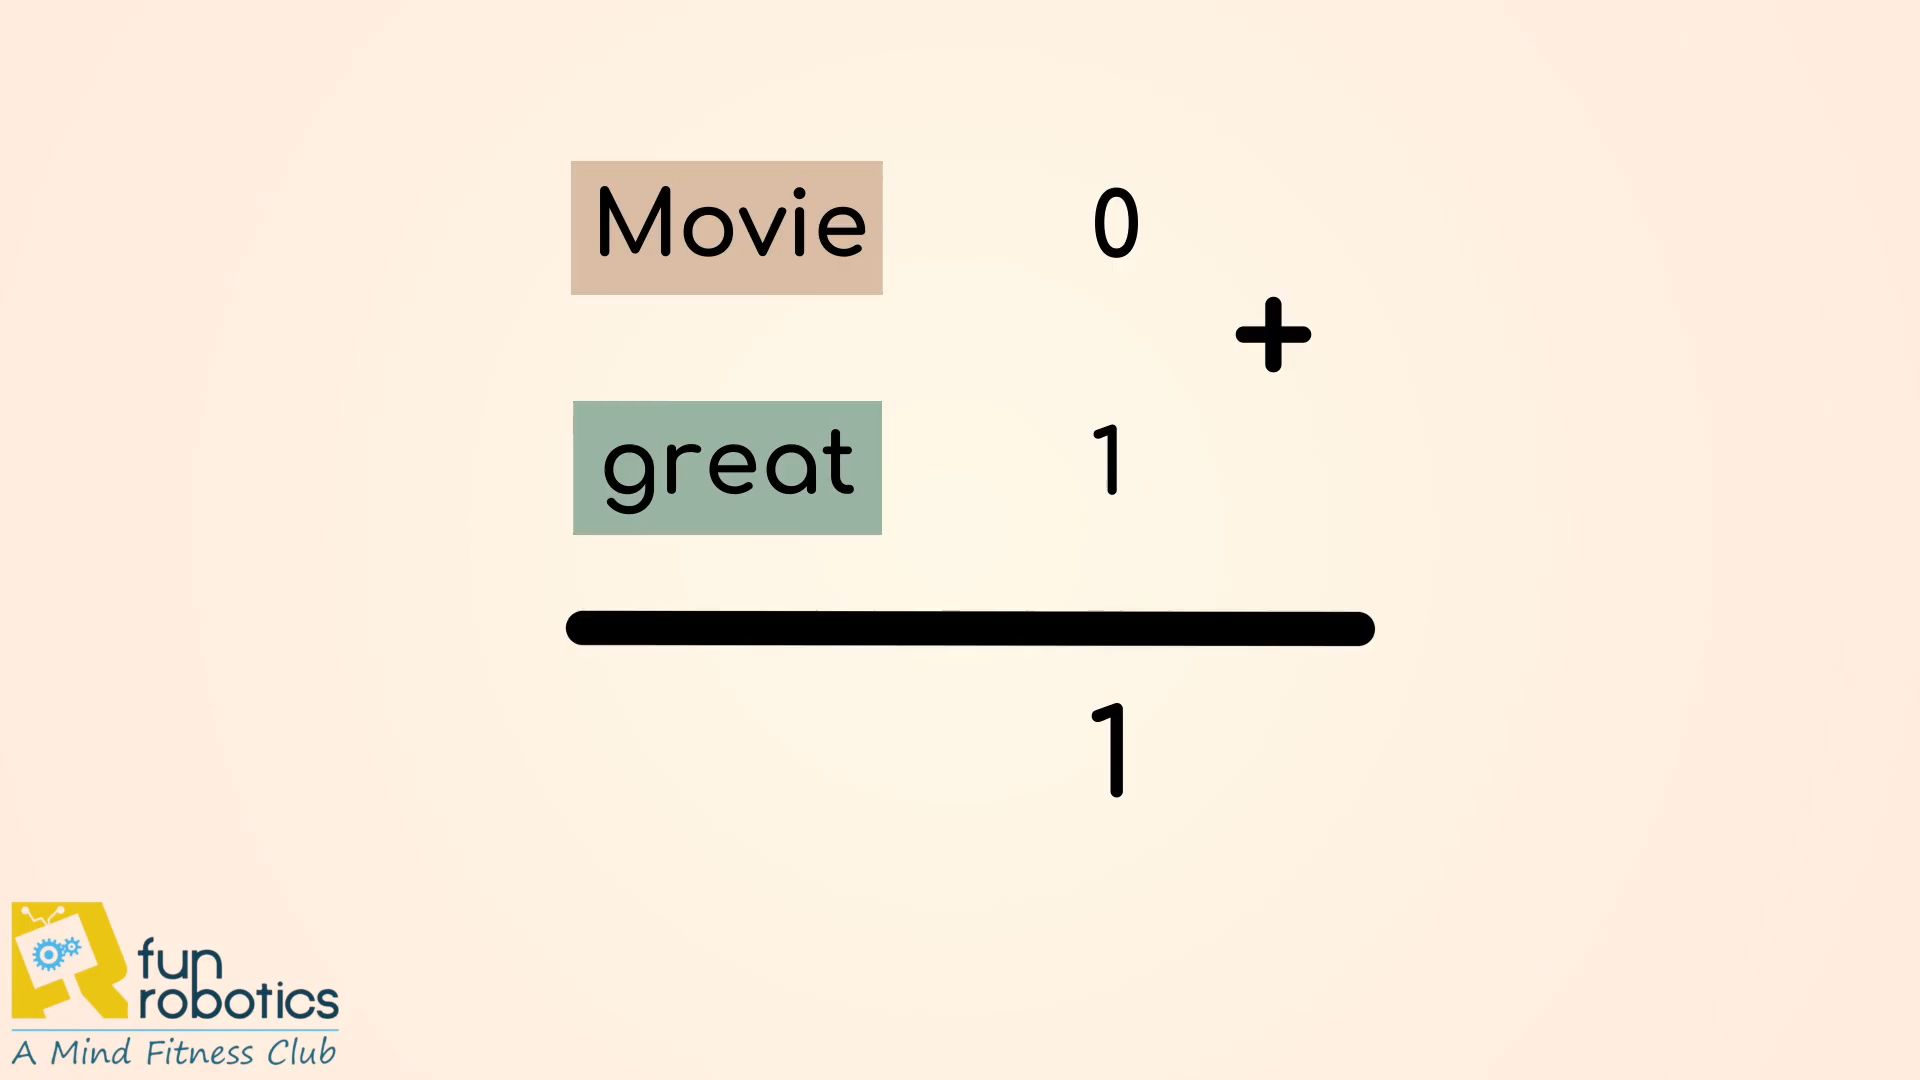 Movie 0
+
great 1
1
fun
robotics
A Mind Fitness Club